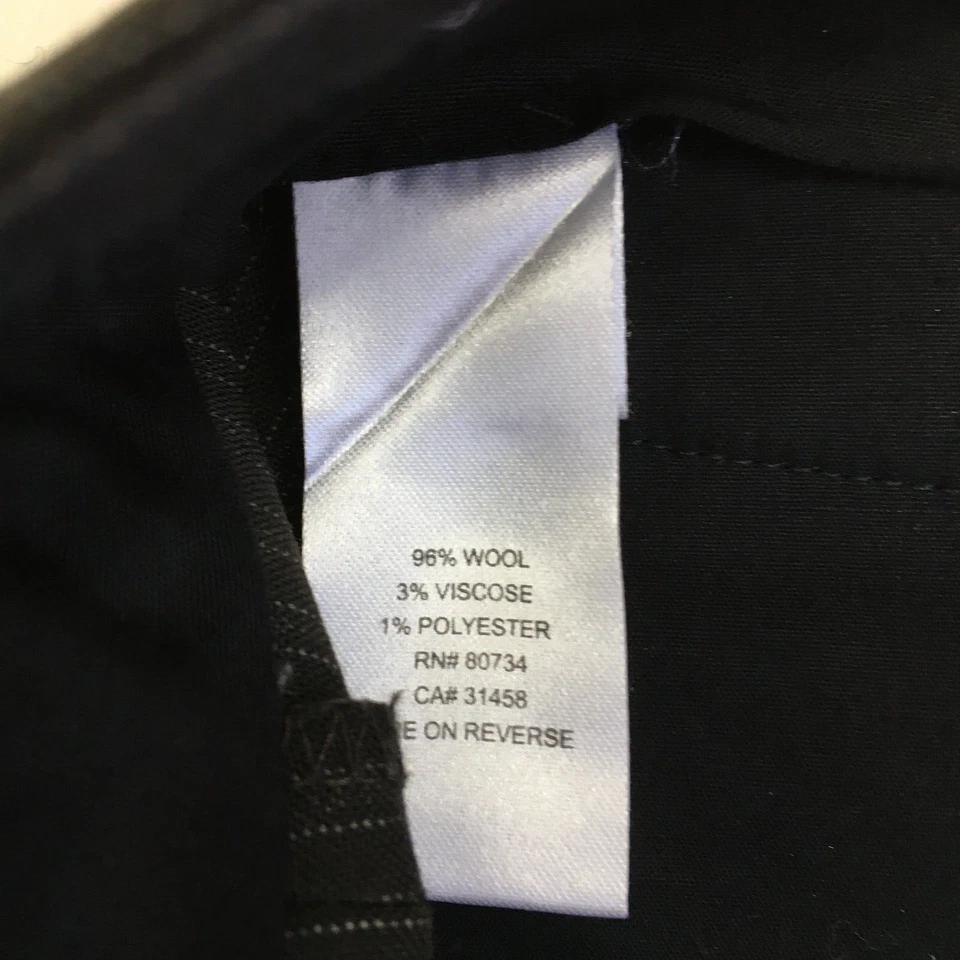 96% WOOL
3% VISCOSE
1% POLYESTER
RN# 80734
CA# 31458
ON REVERSE